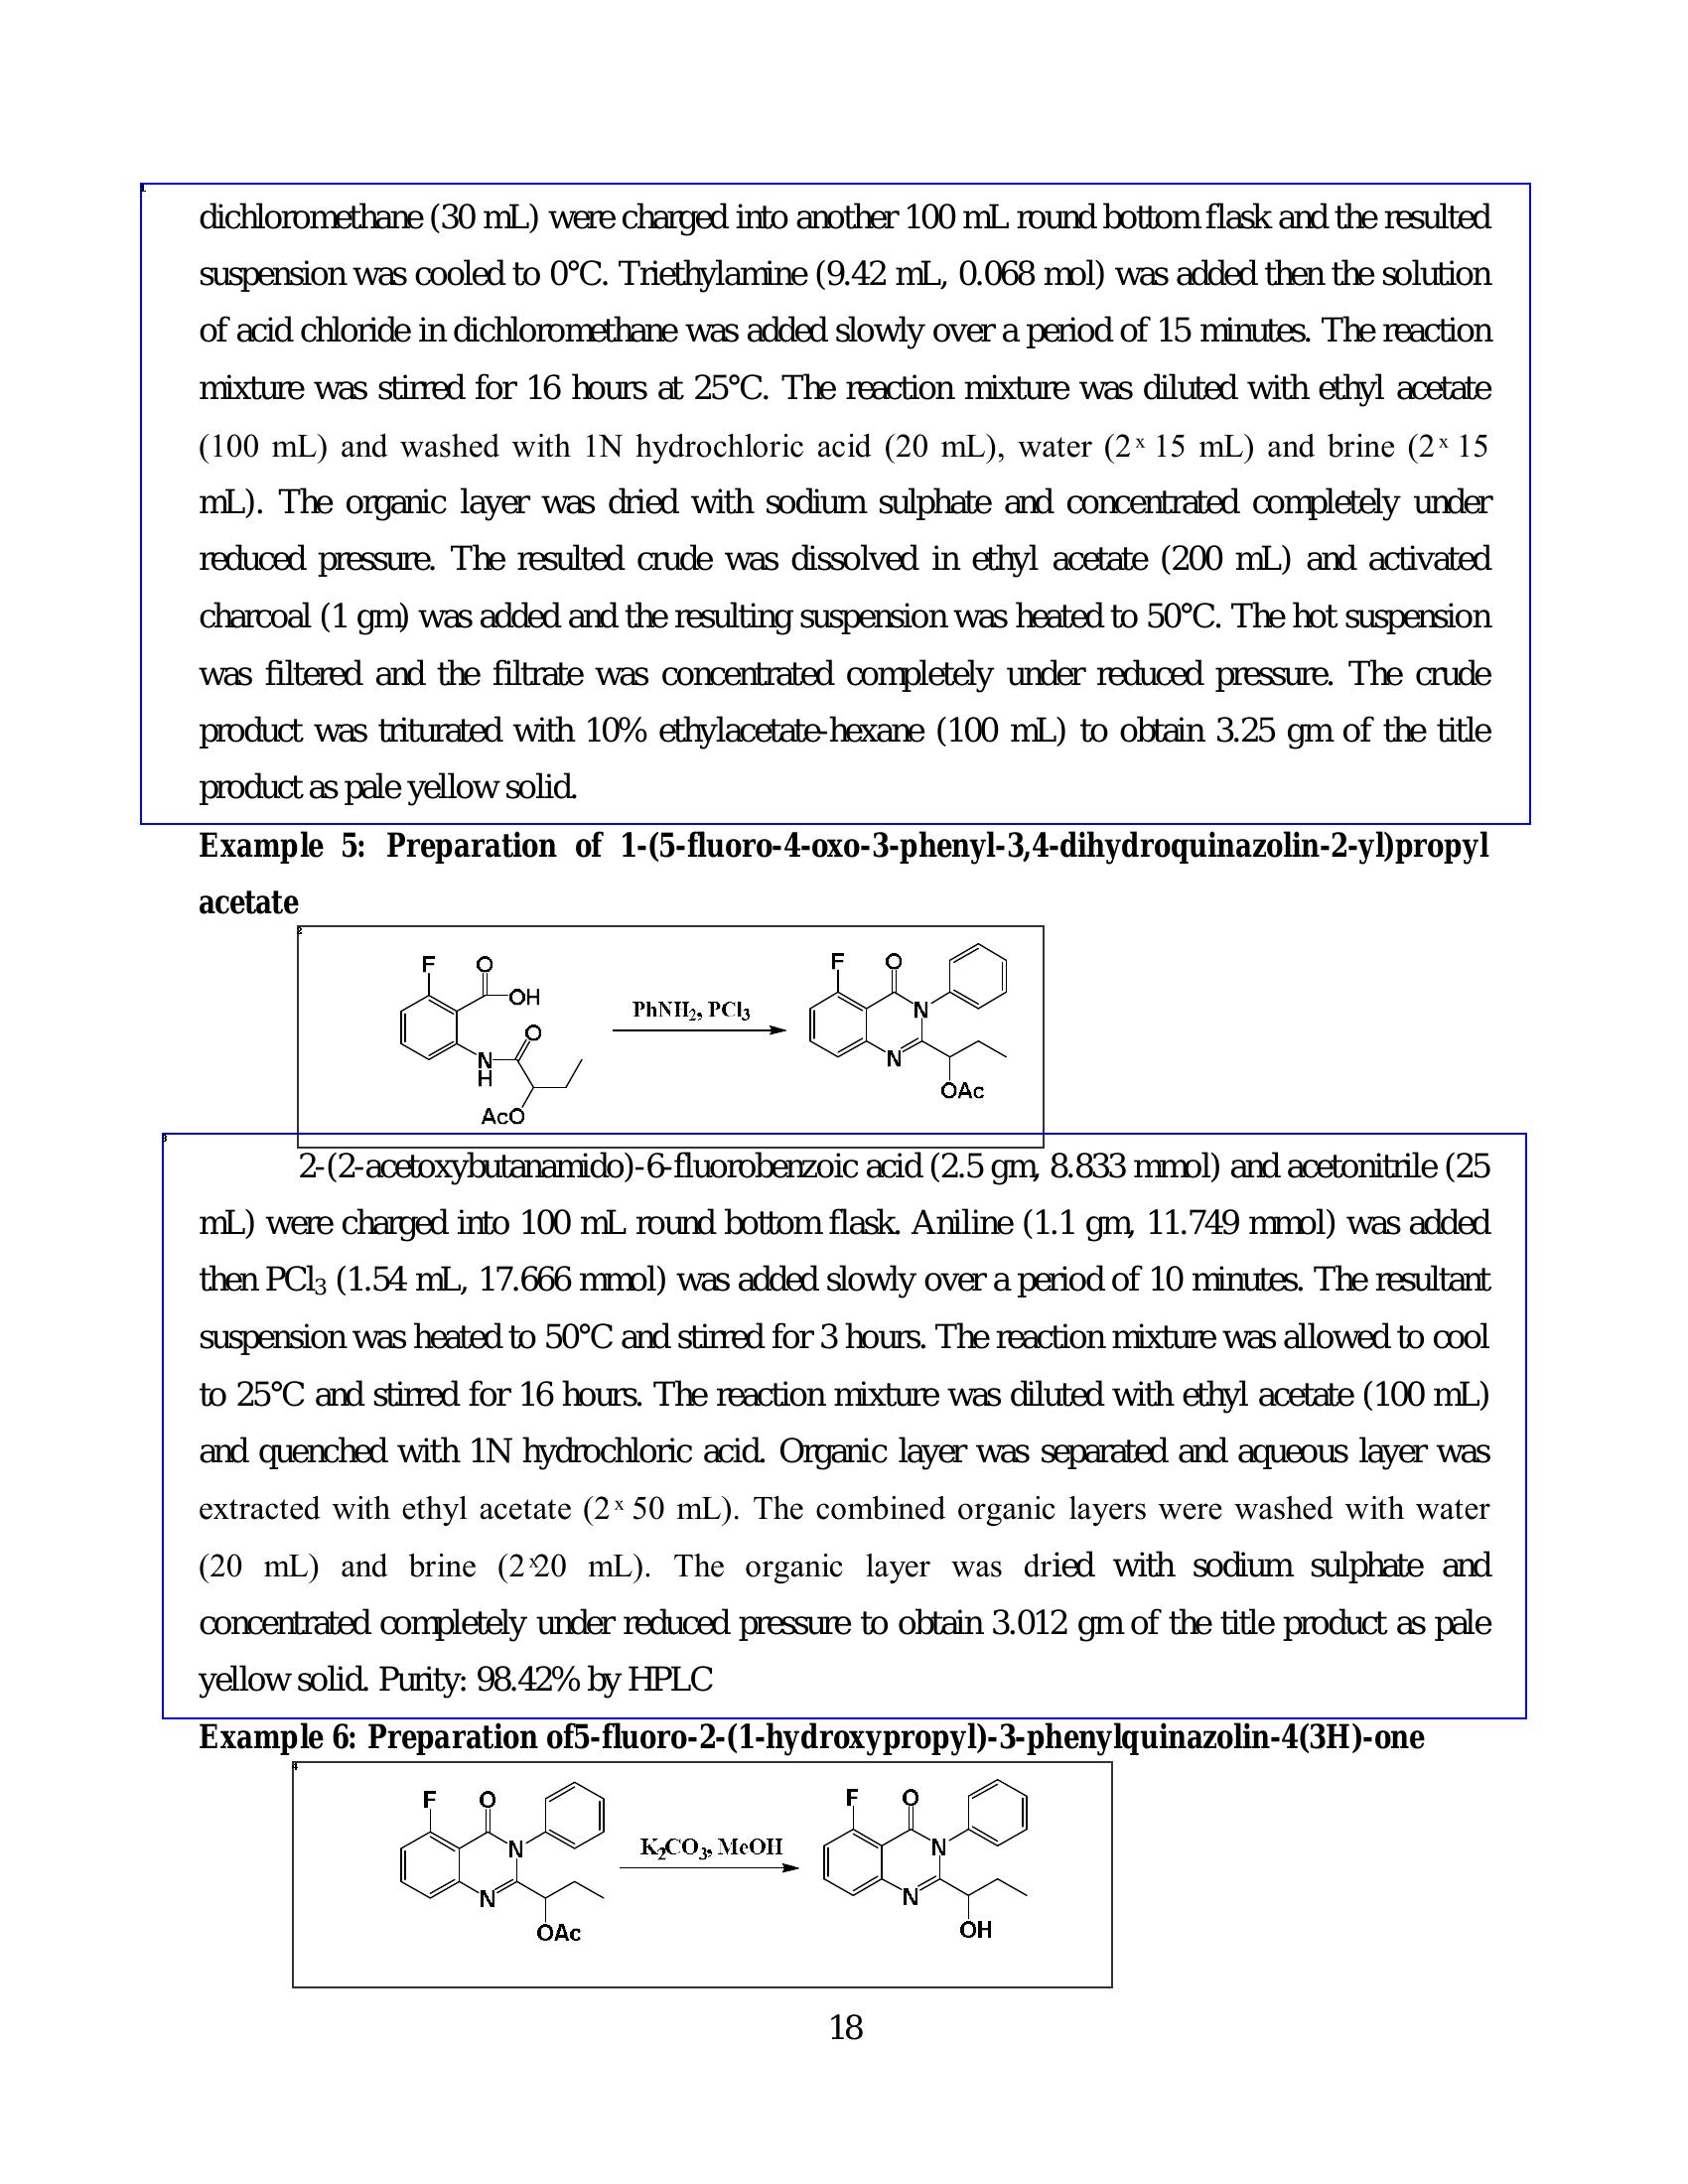 1
dichloromethane (30 mL) were charged into another 100 mL round bottom flask and the resulted
suspension was cooled to 0°C. Triethylamine (9.42 mL, 0.068 mol) was added then the solution
of acid chloride in dichloromethane was added slowly over a period of 15 minutes. The reaction
mixture was stirred for 16 hours at 25°C. The reaction mixture was diluted with ethyl acetate
(100 mL) and washed with 1N hydrochloric acid (20 mL), water (2 x 15 mL) and brine (2 x 15
mL). The organic layer was dried with sodium sulphate and concentrated completely under
reduced pressure. The resulted crude was dissolved in ethyl acetate (200 mL) and activated
charcoal (1 gm) was added and the resulting suspension was heated to 50°C. The hot suspension
was filtered and the filtrate was concentrated completely under reduced pressure. The crude
product was triturated with 10% ethylacetate-hexane (100 mL) to obtain 3.25 gm of the title
product as pale yellow solid.
Example 5: Preparation of 1-(5-fluoro-4-oxo-3-phenyl-3,4-dihydroquinazolin-2-yl)propyl
acetate
2
F O OH O N H AcO
PhNH2, PCl3
F O N N OAc
3
2-(2-acetoxybutanamido)-6-fluorobenzoic acid (2.5 gm, 8.833 mmol) and acetonitrile (25
mL) were charged into 100 mL round bottom flask. Aniline (1.1 gm, 11.749 mmol) was added
then PCl3 (1.54 mL, 17.666 mmol) was added slowly over a period of 10 minutes. The resultant
suspension was heated to 50°C and stirred for 3 hours. The reaction mixture was allowed to cool
to 25°C and stirred for 16 hours. The reaction mixture was diluted with ethyl acetate (100 mL)
and quenched with 1N hydrochloric acid. Organic layer was separated and aqueous layer was
extracted with ethyl acetate (2 x 50 mL). The combined organic layers were washed with water
(20 mL) and brine (2 x20 mL). The organic layer was dried with sodium sulphate and
concentrated completely under reduced pressure to obtain 3.012 gm of the title product as pale
yellow solid. Purity: 98.42% by HPLC
Example 6: Preparation of5-fluoro-2-(1-hydroxypropyl)-3-phenylquinazolin-4(3H)-one
4
F O N N OAc
K2CO3, MeOH
F O N N OH
18